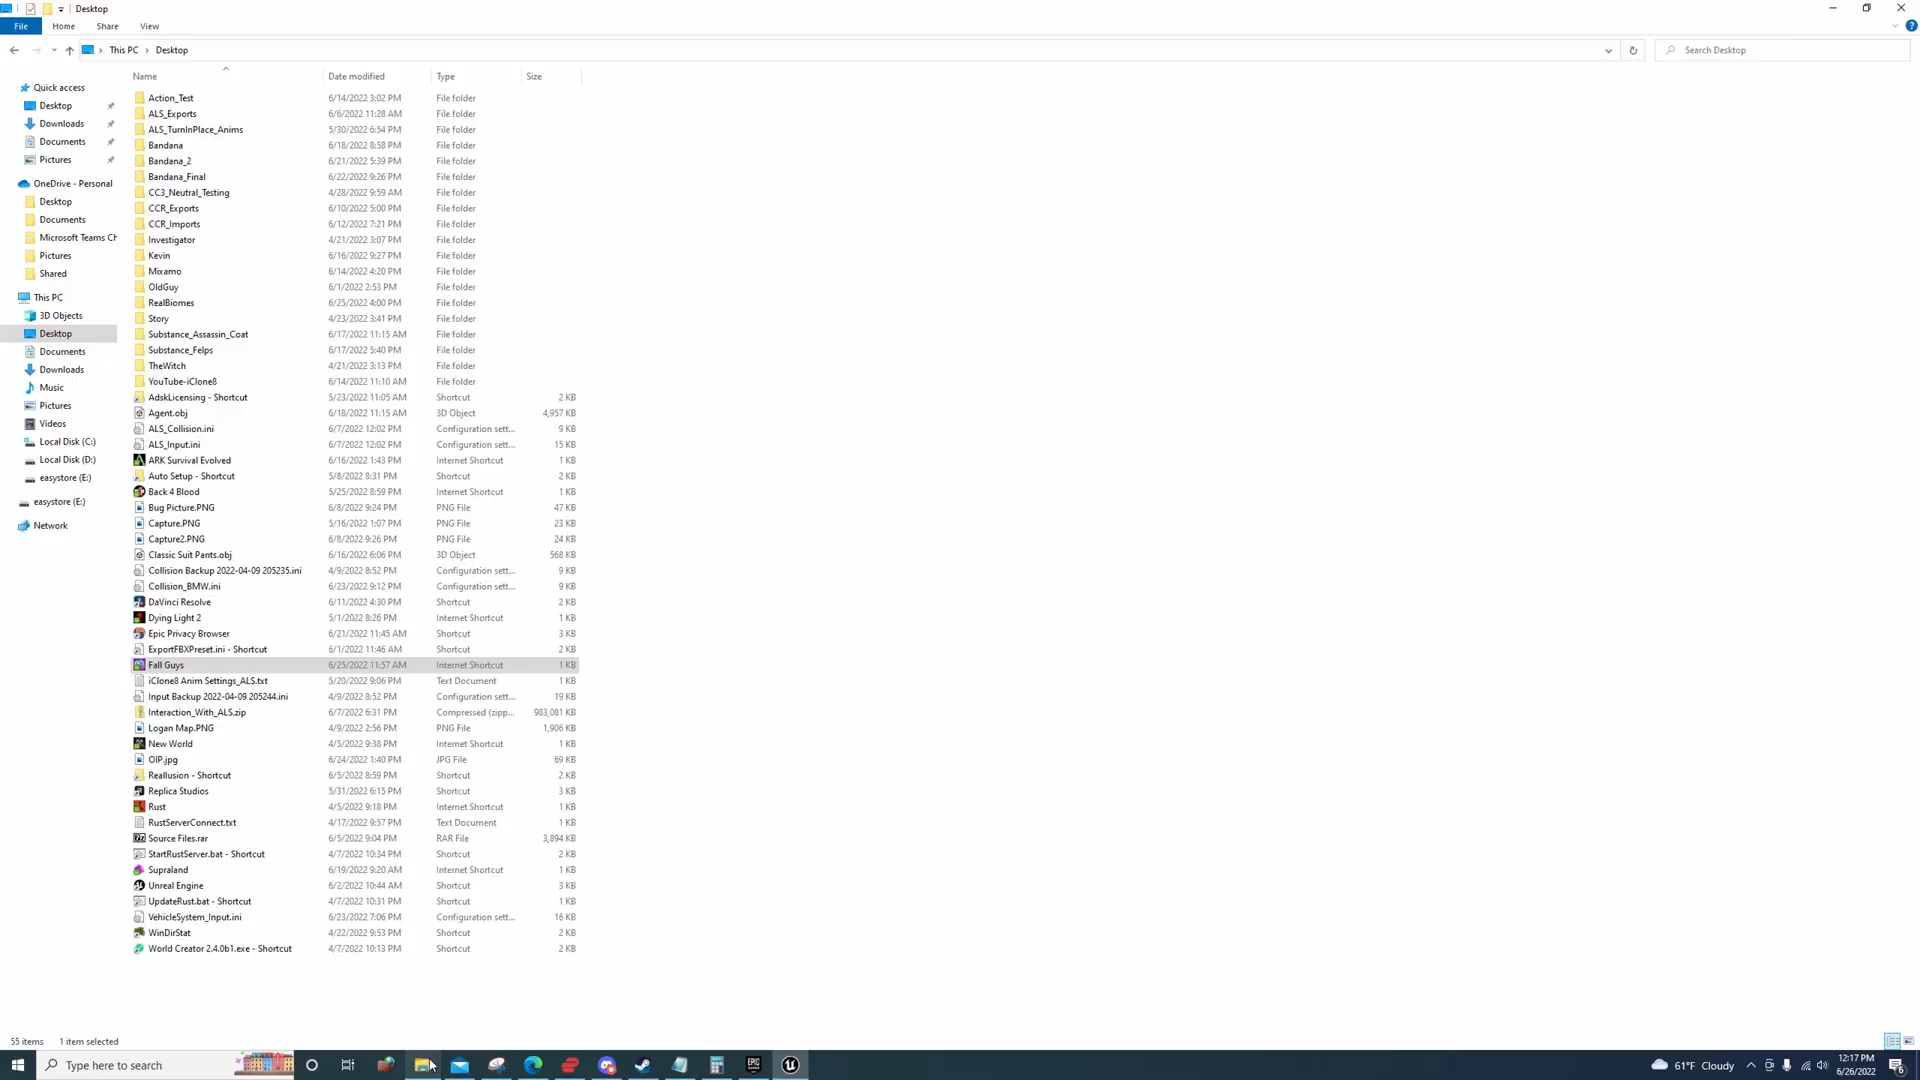 Desktop
File Home Share View
This PC Desktop Search Desktop
Name Date modified Type Size
Quick access
Desktop
Downloads
Documents
Pictures
OneDrive - Personal
Desktop
Documents
Microsoft Teams Ch
Pictures
Shared
This PC
3D Objects
Desktop
Documents
Downloads
Music
Pictures
Videos
Local Disk (C:)
Local Disk (D:)
easystore (E:)
easystore (E:)
Network
Action_Test 6/14/2022 3:02 PM File folder
ALS_Exports 6/6/2022 11:28 AM File folder
ALS_TurnInPlace_Anims 5/30/2022 6:54 PM File folder
Bandana 6/18/2022 8:58 PM File folder
Bandana_2 6/21/2022 5:39 PM File folder
Bandana_Final 6/22/2022 9:26 PM File folder
CC3_Neutral_Testing 4/28/2022 9:59 AM File folder
CCR_Exports 6/10/2022 5:00 PM File folder
CCR_Imports 6/12/2022 7:21 PM File folder
Investigator 4/21/2022 3:07 PM File folder
Kevin 6/16/2022 9:27 PM File folder
Mixamo 6/14/2022 4:20 PM File folder
OldGuy 6/1/2022 2:53 PM File folder
RealBiomes 6/25/2022 4:00 PM File folder
Story 4/23/2022 3:41 PM File folder
Substance_Assassin_Coat 6/17/2022 11:15 AM File folder
Substance_Felps 6/17/2022 5:40 PM File folder
TheWitch 4/21/2022 3:13 PM File folder
YouTube-iClone8 6/14/2022 11:10 AM File folder
AdskLicensing - Shortcut 5/23/2022 11:05 AM Shortcut 2 KB
Agent.obj 6/18/2022 11:15 AM 3D Object 4,957 KB
ALS_Collision.ini 6/7/2022 12:02 PM Configuration sett... 9 KB
ALS_Input.ini 6/7/2022 12:02 PM Configuration sett... 15 KB
ARK Survival Evolved 6/16/2022 1:43 PM Internet Shortcut 1 KB
Auto Setup - Shortcut 5/8/2022 8:31 PM Shortcut 2 KB
Back 4 Blood 5/25/2022 8:59 PM Internet Shortcut 1 KB
Bug Picture.PNG 6/8/2022 9:24 PM PNG File 47 KB
Capture.PNG 5/16/2022 1:07 PM PNG File 23 KB
Capture2.PNG 6/8/2022 9:26 PM PNG File 24 KB
Classic Suit Pants.obj 6/16/2022 6:06 PM 3D Object 568 KB
Collision Backup 2022-04-09 205235.ini 4/9/2022 8:52 PM Configuration sett... 9 KB
Collision_BMW.ini 6/23/2022 9:12 PM Configuration sett... 9 KB
DaVinci Resolve 6/11/2022 4:30 PM Shortcut 2 KB
Dying Light 2 5/1/2022 8:26 PM Internet Shortcut 1 KB
Epic Privacy Browser 6/21/2022 11:45 AM Shortcut 3 KB
ExportFBXPreset.ini - Shortcut 6/1/2022 11:46 AM Shortcut 2 KB
Fall Guys 6/25/2022 11:57 AM Internet Shortcut 1 KB
iClone8 Anim Settings_ALS.txt 5/20/2022 9:06 PM Text Document 1 KB
Input Backup 2022-04-09 205244.ini 4/9/2022 8:52 PM Configuration sett... 19 KB
Interaction_With_ALS.zip 6/7/2022 6:31 PM Compressed (zipp... 983,081 KB
Logan Map.PNG 4/9/2022 2:56 PM PNG File 1,906 KB
New World 4/5/2022 9:38 PM Internet Shortcut 1 KB
OIP.jpg 6/24/2022 1:40 PM JPG File 69 KB
Reallusion - Shortcut 6/5/2022 8:59 PM Shortcut 2 KB
Replica Studios 5/31/2022 6:15 PM Shortcut 3 KB
Rust 4/5/2022 9:18 PM Internet Shortcut 1 KB
RustServerConnect.txt 4/17/2022 9:57 PM Text Document 1 KB
Source Files.rar 6/5/2022 9:04 PM RAR File 3,894 KB
StartRustServer.bat - Shortcut 4/7/2022 10:34 PM Shortcut 2 KB
Supraland 6/19/2022 9:20 AM Internet Shortcut 1 KB
Unreal Engine 6/2/2022 10:44 AM Shortcut 3 KB
UpdateRust.bat - Shortcut 4/7/2022 10:31 PM Shortcut 1 KB
VehicleSystem_Input.ini 6/23/2022 7:06 PM Configuration sett... 16 KB
WinDirStat 4/22/2022 9:53 PM Shortcut 2 KB
World Creator 2.4.0b1.exe - Shortcut 4/7/2022 10:13 PM Shortcut 2 KB
55 items 1 item selected
Type here to search EPIC 61°F Cloudy 12:17 PM
6/26/2022